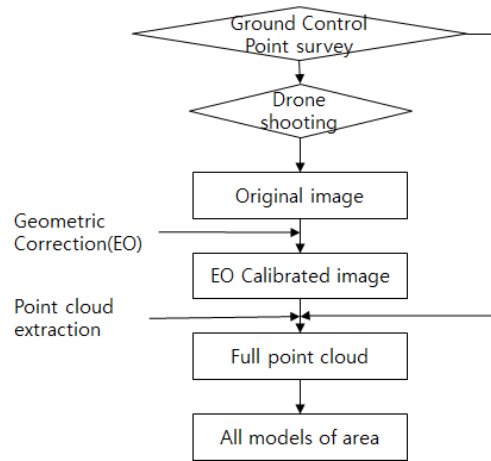 Ground Control
Point survey
Drone
shooting
Original image
Geometric
Correction(EO)
EO Calibrated image
Point cloud
extraction
Full point cloud
All models of area